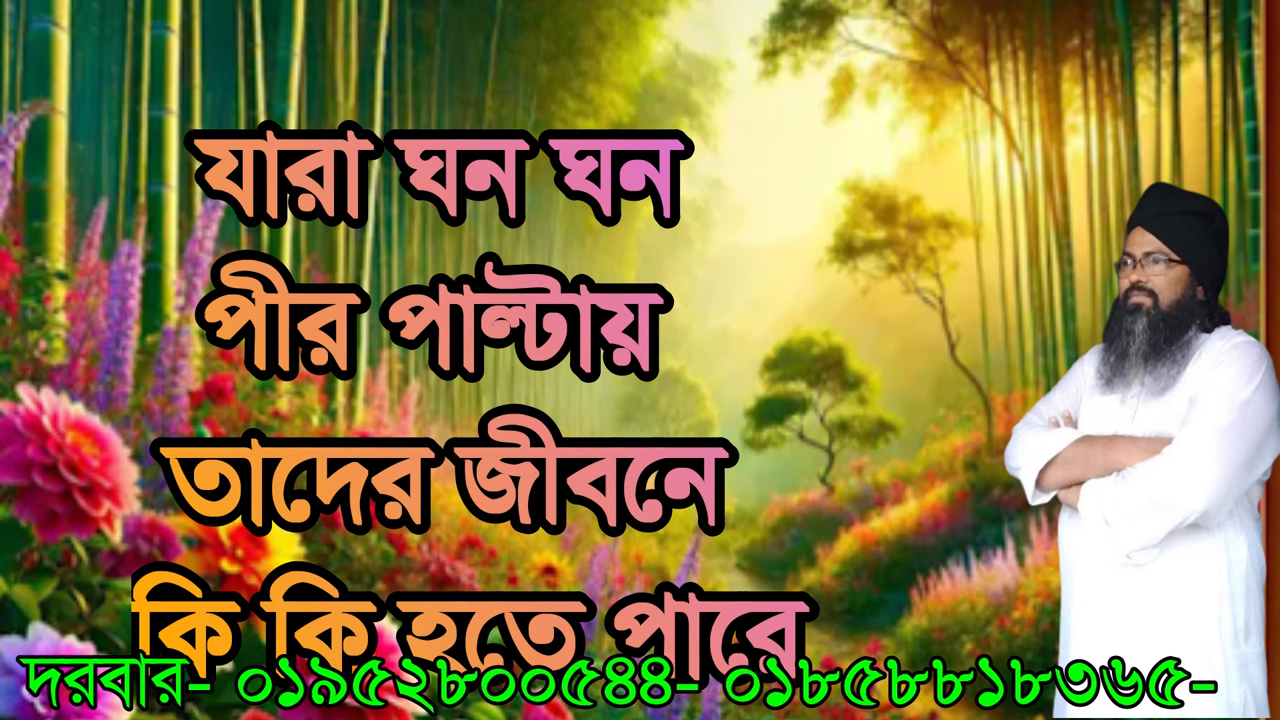 যারা ঘন ঘন
পীর পাল্টায়
তাদের জীবনে
কি কি হতে পারে
দরবার- ০১৯৫২৮০০৫৪৪- ০১৮৫৮৮১৮৩৬৫-